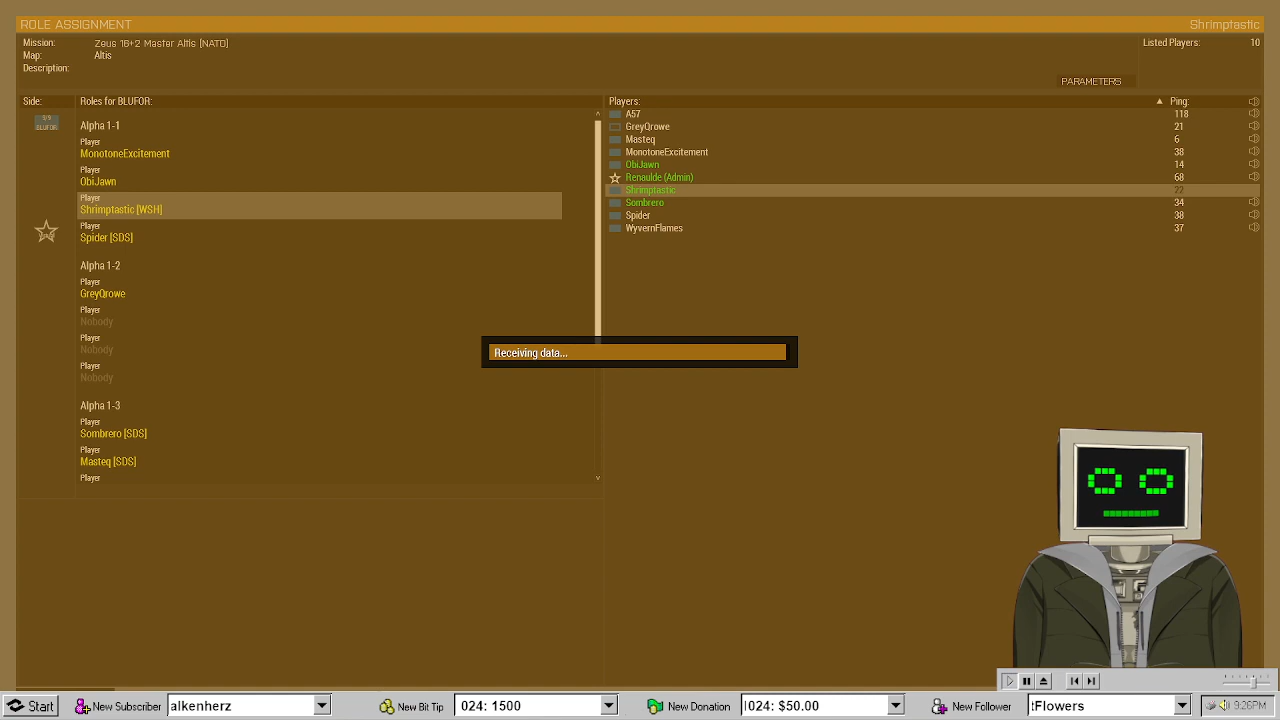 ROLE ASSIGNMENT Shrimptastic
Mission: Zeus 16+2 Master Altis [NATO] Listed Players: 10
Map: Altis
Description:
PARAMETERS
Side: Roles for BLUFOR: Players: Ping:
BLUFOR
Alpha 1-1
Player
MonotoneExcitement
Player
ObiJawn
Player
Shrimptastic [WSH]
Player
Spider [SDS]
Alpha 1-2
Player
GreyQrowe
Player
Nobody
Player
Nobody
Player
Nobody
Alpha 1-3
Player
Sombrero [SDS]
Player
Masteq [SDS]
Player
A57 118
GreyQrowe 21
Masteq 6
MonotoneExcitement 38
ObiJawn 14
Renaulde (Admin) 68
Shrimptastic 22
Sombrero 34
Spider 38
WyvernFlames 37
Receiving data...
Start New Subscriber alkenherz New Bit Tip 024: 1500 New Donation 024: $50.00 New Follower tFlowers 9:26PM